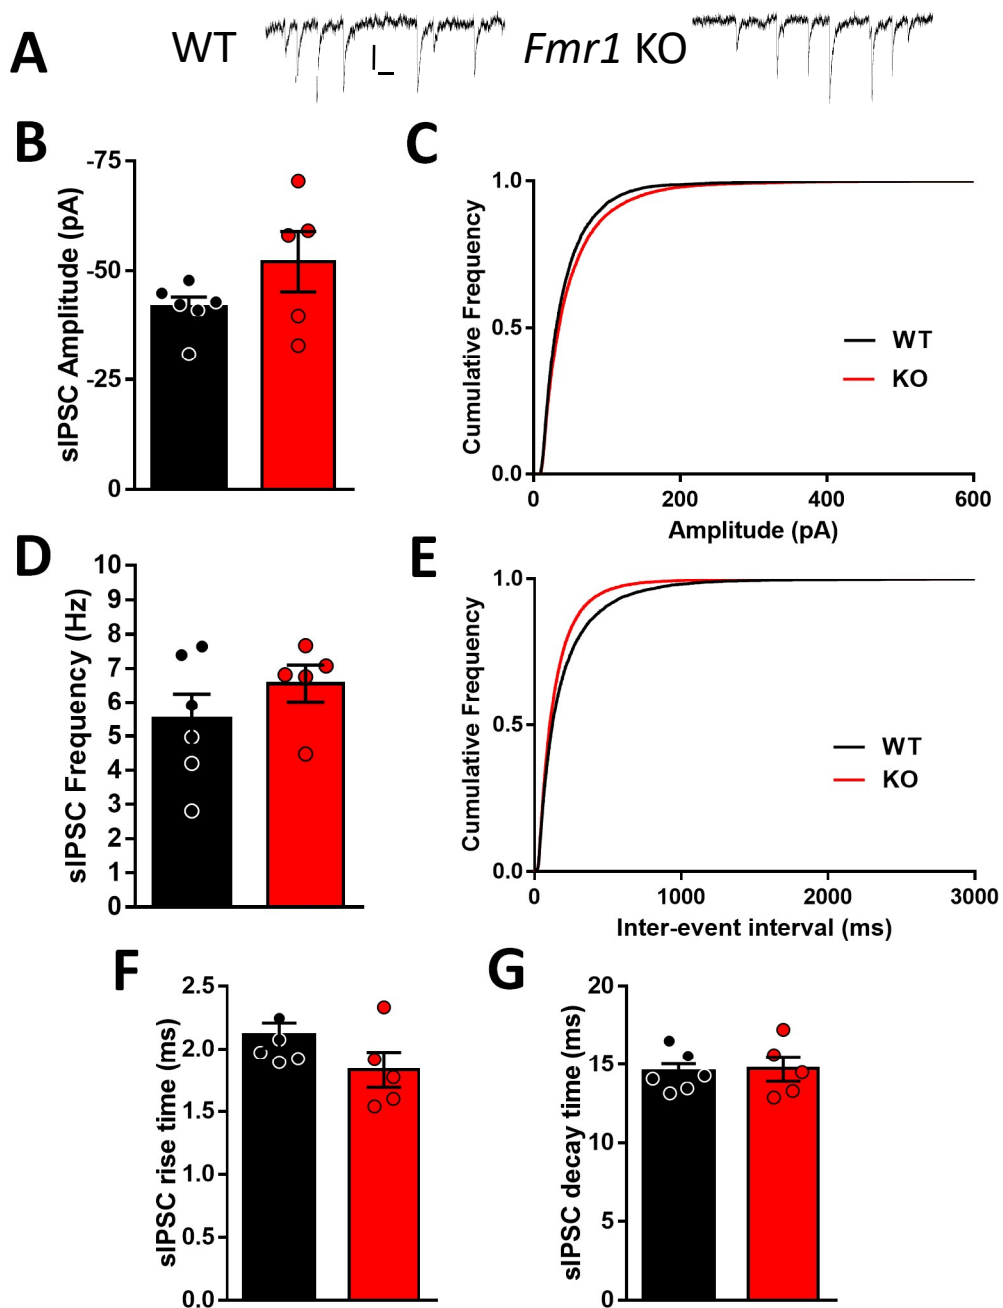 A
WT
Fmr1 KO
B
sIPSC Amplitude (pA)
-75
-50
-25
0
C
Cumulative Frequency
1.0
0.5
0.0
0
200
400
600
Amplitude (pA)
WT
KO
D
sIPSC Frequency (Hz)
10
9
8
7
6
5
4
3
2
1
0
E
Cumulative Frequency
1.0
0.5
0.0
0
1000
2000
3000
Inter-event interval (ms)
WT
KO
F
sIPSC rise time (ms)
2.5
2.0
1.5
1.0
0.5
0.0
G
sIPSC decay time (ms)
20
15
10
5
0